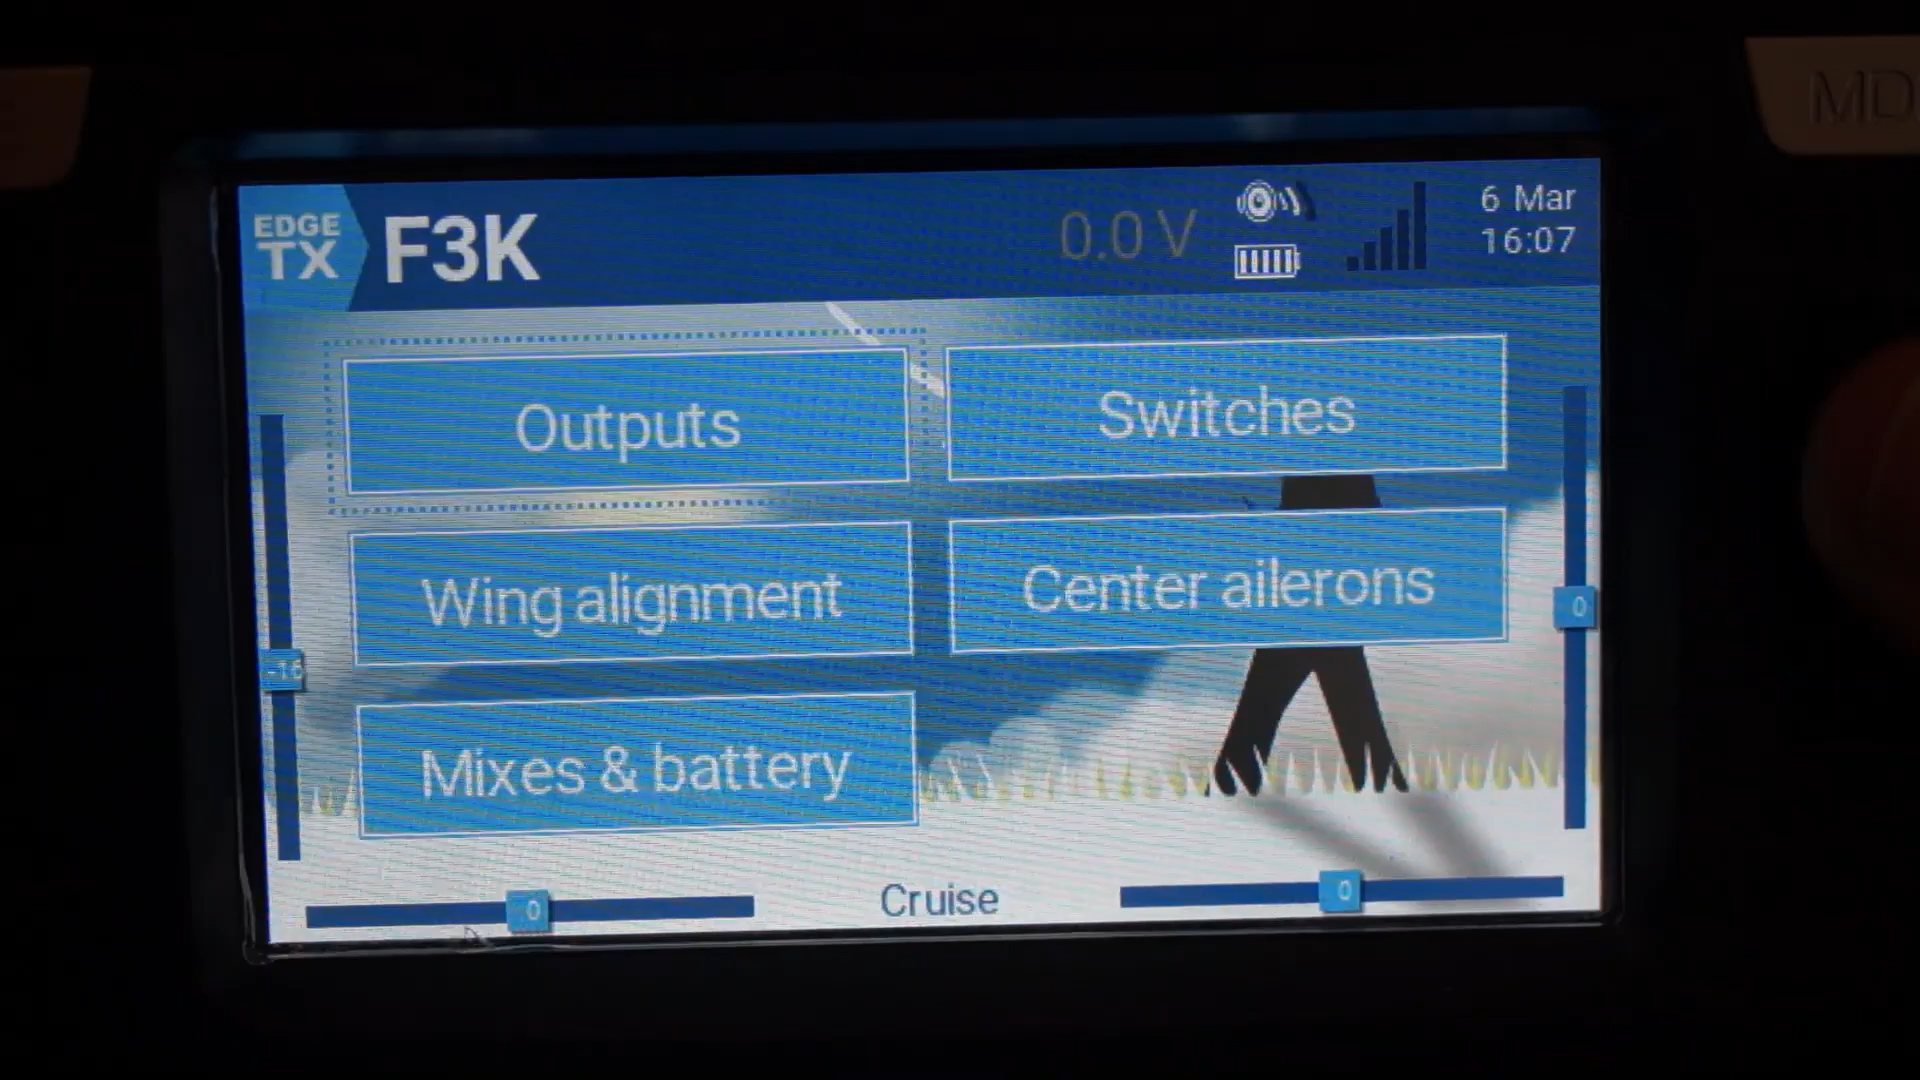 EDGE
TX
F3K
0.0 V
6 Mar
16:07
Outputs
Switches
Wing alignment
Center ailerons
Mixes & battery
0
0
Cruise
0